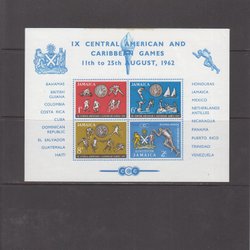 IX CENTRAL AMERICAN AND
CARIBBEAN GAMES
11th to 25th AUGUST, 1962
BAHAMAS
BRITISH
GUIANA
COLOMBIA
COSTA RICA
CUBA
DOMINICAN
REPUBLIC
EL SALVADOR
GUATEMALA
HAITI
JAMAICA
JAMAICA
JAMAICA
JAMAICA
HONDURAS
JAMAICA
MEXICO
NETHERLANDS
ANTILLES
NICARAGUA
PANAMA
PUERTO RICO
TRINIDAD
VENEZUELA